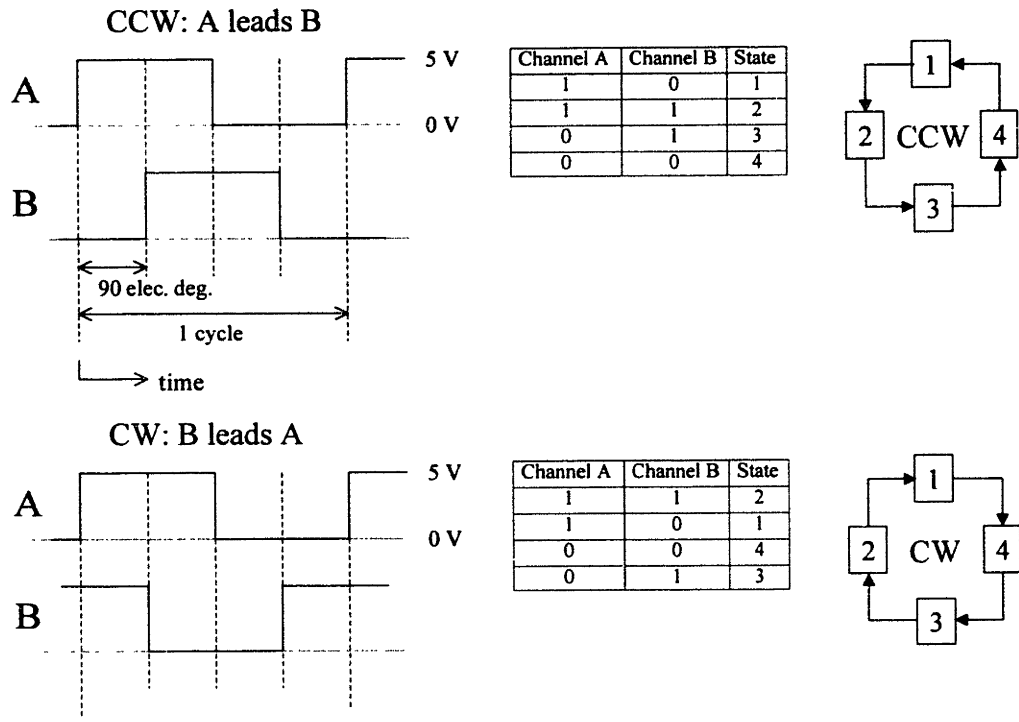 CCW: A leads B
A
5 V
0 V
B
90 elec. deg.
1 cycle
time
Channel A Channel B State
1 0 1
1 1 2
0 1 3
0 0 4
1
2 CCW 4
3
CW: B leads A
A
5 V
0 V
B
Channel A Channel B State
1 1 2
1 0 1
0 0 4
0 1 3
1
2 CW 4
3